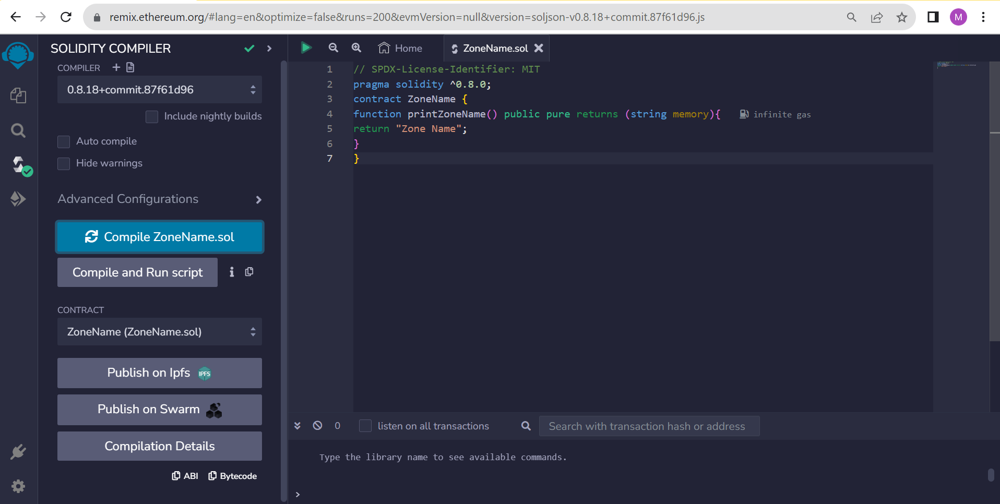 remix.ethereum.org/#lang=en&optimize=false&runs=200&evmVersion=null&version=soljson-v0.8.18+commit.87f61d96.js
M
SOLIDITY COMPILER
COMPILER
0.8.18+commit.87f61d96
Include nightly builds
Auto compile
Hide warnings
Advanced Configurations
Compile ZoneName.sol
Compile and Run script
CONTRACT
ZoneName (ZoneName.sol)
Publish on Ipfs IPFS
Publish on Swarm
Compilation Details
ABI Bytecode
Home ZoneName.sol
1 // SPDX-License-Identifier: MIT
2 pragma solidity ^0.8.0;
3 contract ZoneName {
4 function printZoneName() public pure returns (string memory){ infinite gas
5 return "Zone Name";
6 }
7 }
0 listen on all transactions Search with transaction hash or address
Type the library name to see available commands.
>